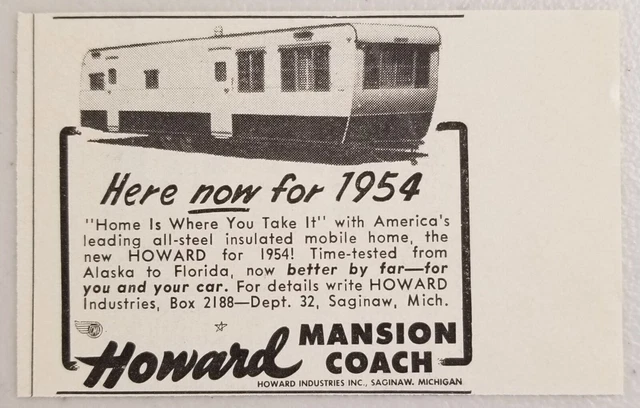 Here now for 1954
"Home Is Where You Take It" with America's
leading all-steel insulated mobile home, the
new HOWARD for 1954! Time-tested from
Alaska to Florida, now better by far—for
you and your car. For details write HOWARD
Industries, Box 2188—Dept. 32, Saginaw, Mich.
Howard MANSION
COACH
HOWARD INDUSTRIES INC., SAGINAW, MICHIGAN